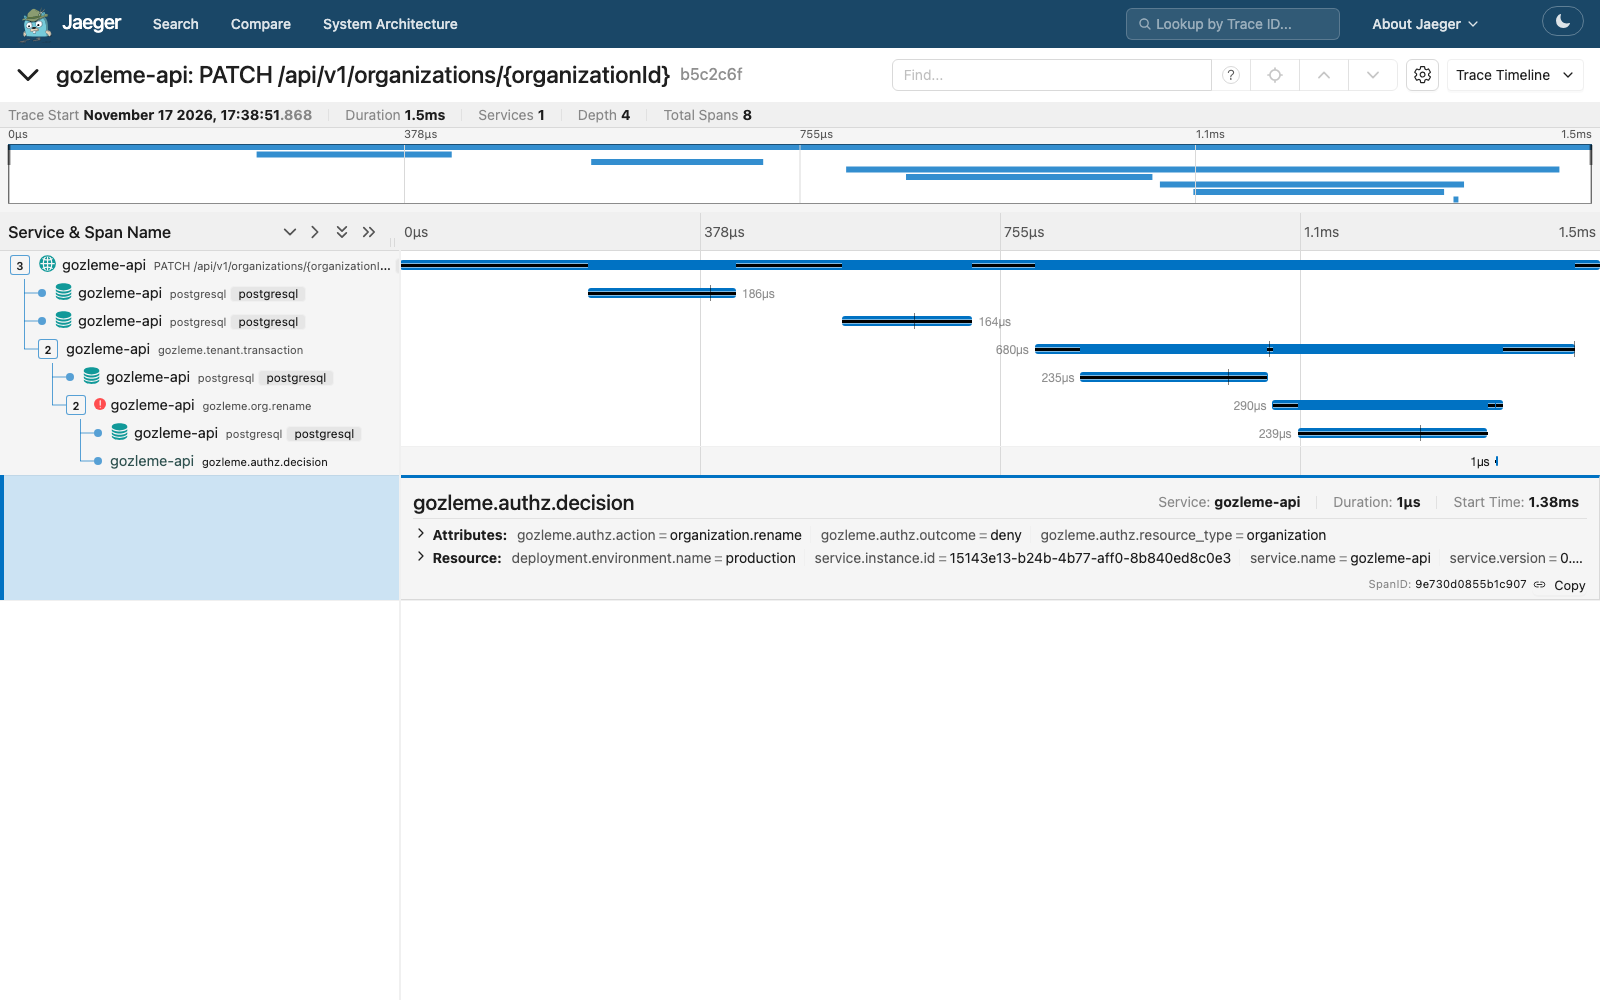 Jaeger Search Compare System Architecture Lookup by Trace ID... About Jaeger
gozleme-api: PATCH /api/v1/organizations/{organizationId} b5c2c6f Find... ? Trace Timeline
Trace Start November 17 2026, 17:38:51.868 Duration 1.5ms Services 1 Depth 4 Total Spans 8
0μs 378μs 755μs 1.1ms 1.5ms
Service & Span Name 0μs 378μs 755μs 1.1ms 1.5ms
3 gozleme-api PATCH /api/v1/organizations/{organizationI...
gozleme-api postgresql postgresql 186μs
gozleme-api postgresql postgresql 164μs
2 gozleme-api gozleme.tenant.transaction 680μs
gozleme-api postgresql postgresql 235μs
2 gozleme-api gozleme.org.rename 290μs
gozleme-api postgresql postgresql 239μs
gozleme-api gozleme.authz.decision 1μs
gozleme.authz.decision Service: gozleme-api Duration: 1μs Start Time: 1.38ms
Attributes: gozleme.authz.action = organization.rename gozleme.authz.outcome = deny gozleme.authz.resource_type = organization
Resource: deployment.environment.name = production service.instance.id = 15143e13-b24b-4b77-aff0-8b840ed8c0e3 service.name = gozleme-api service.version = 0....
SpanID: 9e730d0855b1c907 Copy